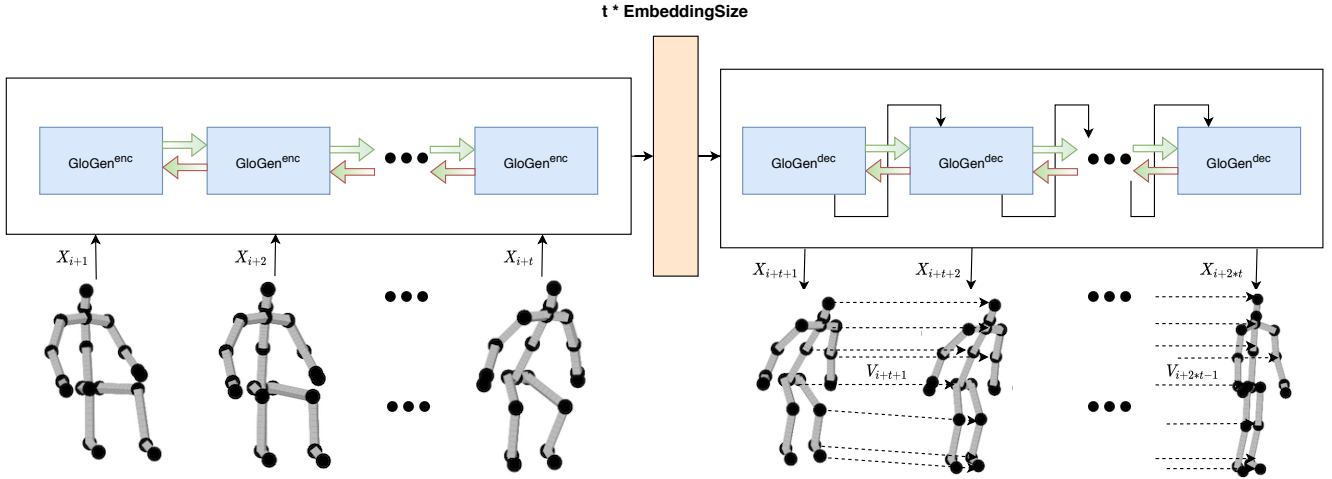 t * EmbeddingSize
GloGen^enc GloGen^enc ●●● GloGen^enc
GloGen^dec GloGen^dec ●●● GloGen^dec
X_{i+1} X_{i+2} X_{i+t}
X_{i+t+1} X_{i+t+2} X_{i+2*t}
V_{i+t+1} V_{i+2*t-1}